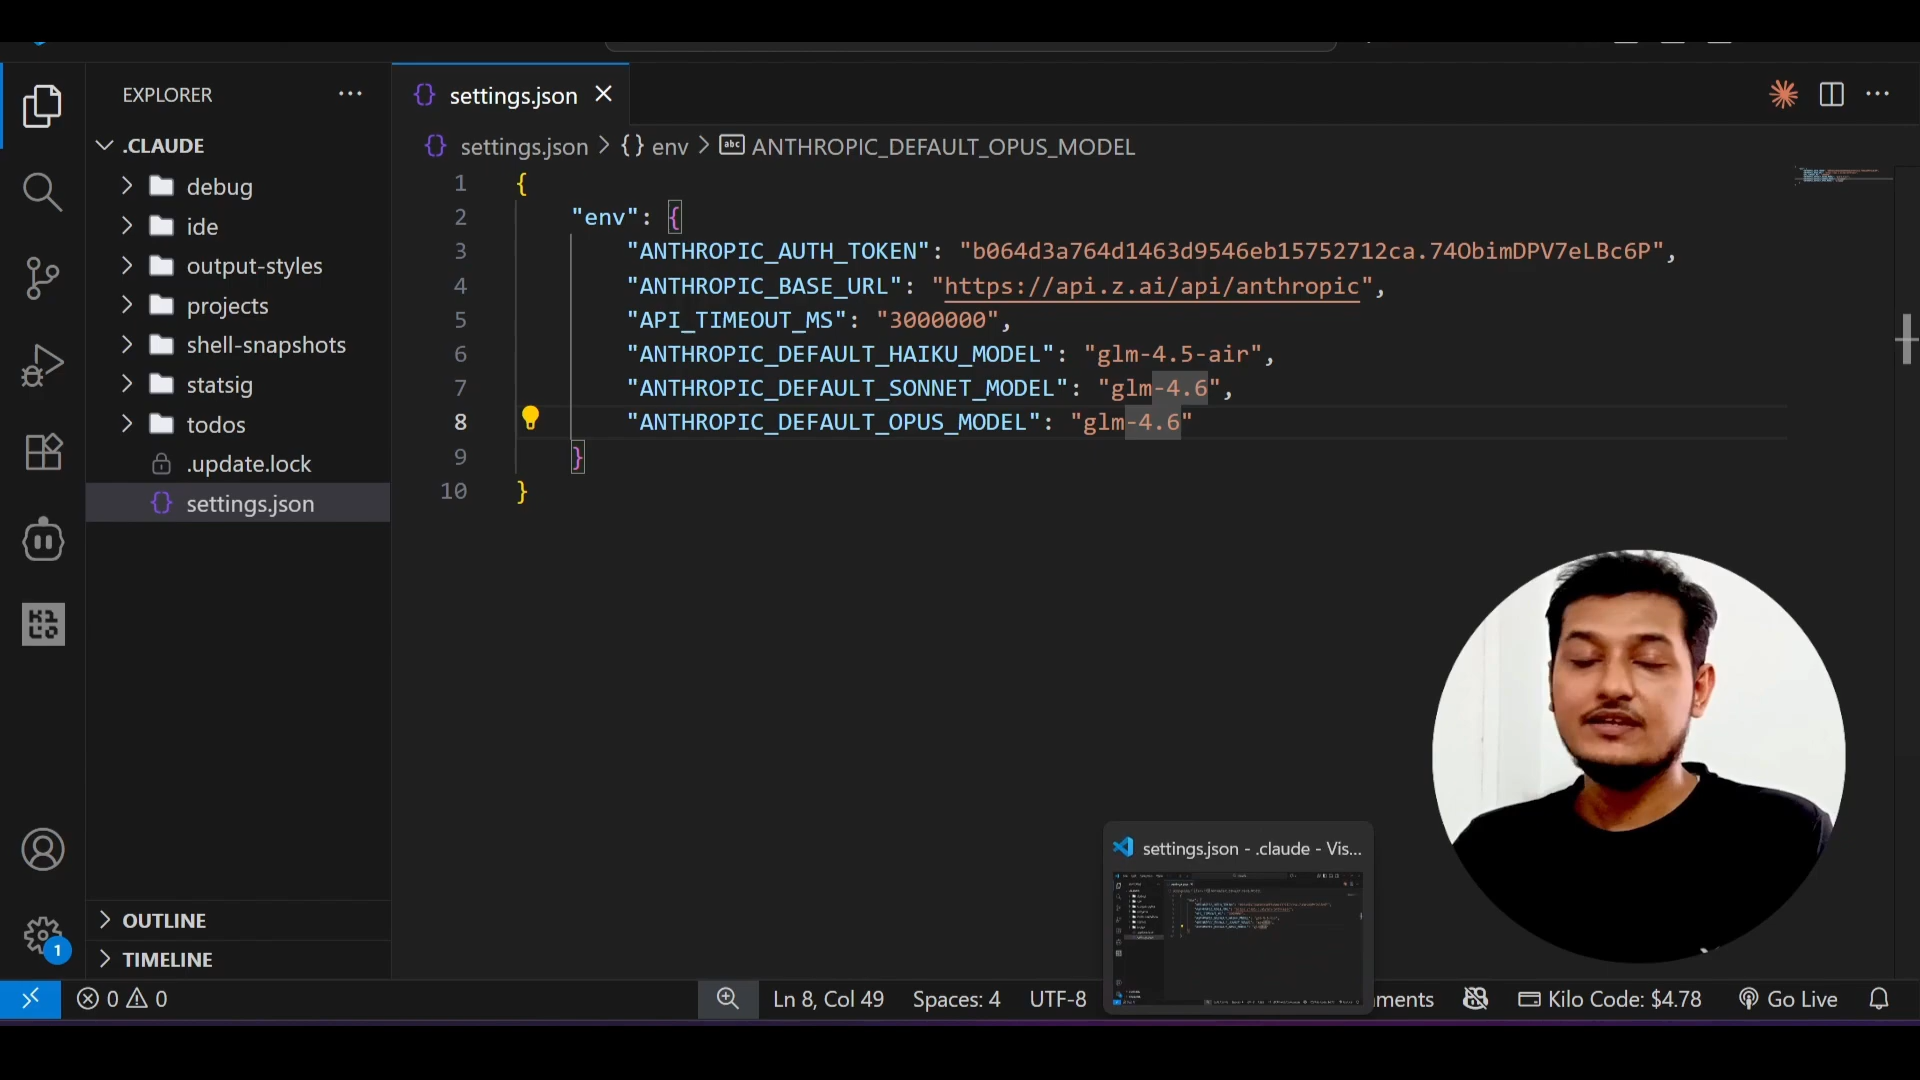 EXPLORER
settings.json
.CLAUDE
settings.json > {} env > ANTHROPIC_DEFAULT_OPUS_MODEL
debug
ide
output-styles
projects
shell-snapshots
statsig
todos
.update.lock
settings.json
1 {
2 "env": {
3 "ANTHROPIC_AUTH_TOKEN": "b064d3a764d1463d9546eb15752712ca.74ObimDPV7eLBc6P",
4 "ANTHROPIC_BASE_URL": "https://api.z.ai/api/anthropic",
5 "API_TIMEOUT_MS": "3000000",
6 "ANTHROPIC_DEFAULT_HAIKU_MODEL": "glm-4.5-air",
7 "ANTHROPIC_DEFAULT_SONNET_MODEL": "glm-4.6",
8 "ANTHROPIC_DEFAULT_OPUS_MODEL": "glm-4.6"
9 }
10 }
settings.json - .claude - Vis...
OUTLINE
TIMELINE
1
0 0
Ln 8, Col 49
Spaces: 4
UTF-8
Kilo Code: $4.78
Go Live